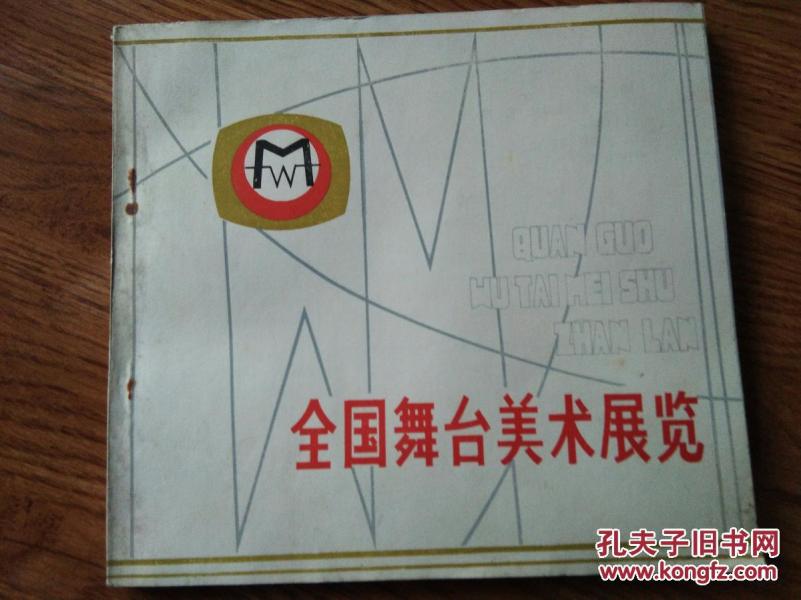 MW
QUAN GUO
WU TAI MEI SHU
ZHAN LAN
全国舞台美术展览
孔夫子旧书网
www.kongfz.com